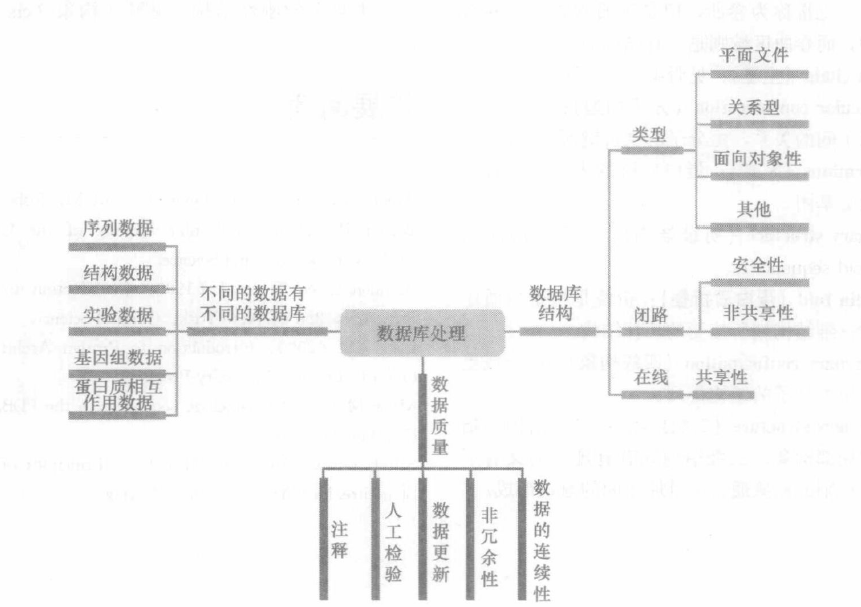 平面文件
关系型
类型
面向对象性
其他
序列数据
结构数据
实验数据
基因组数据
蛋白质相互
作用数据
不同的数据有
不同的数据库
数据库处理
数据库
结构
安全性
闭路
非共享性
在线
共享性
数据质量
注释
人工检验
数据更新
非冗余性
数据的连续性